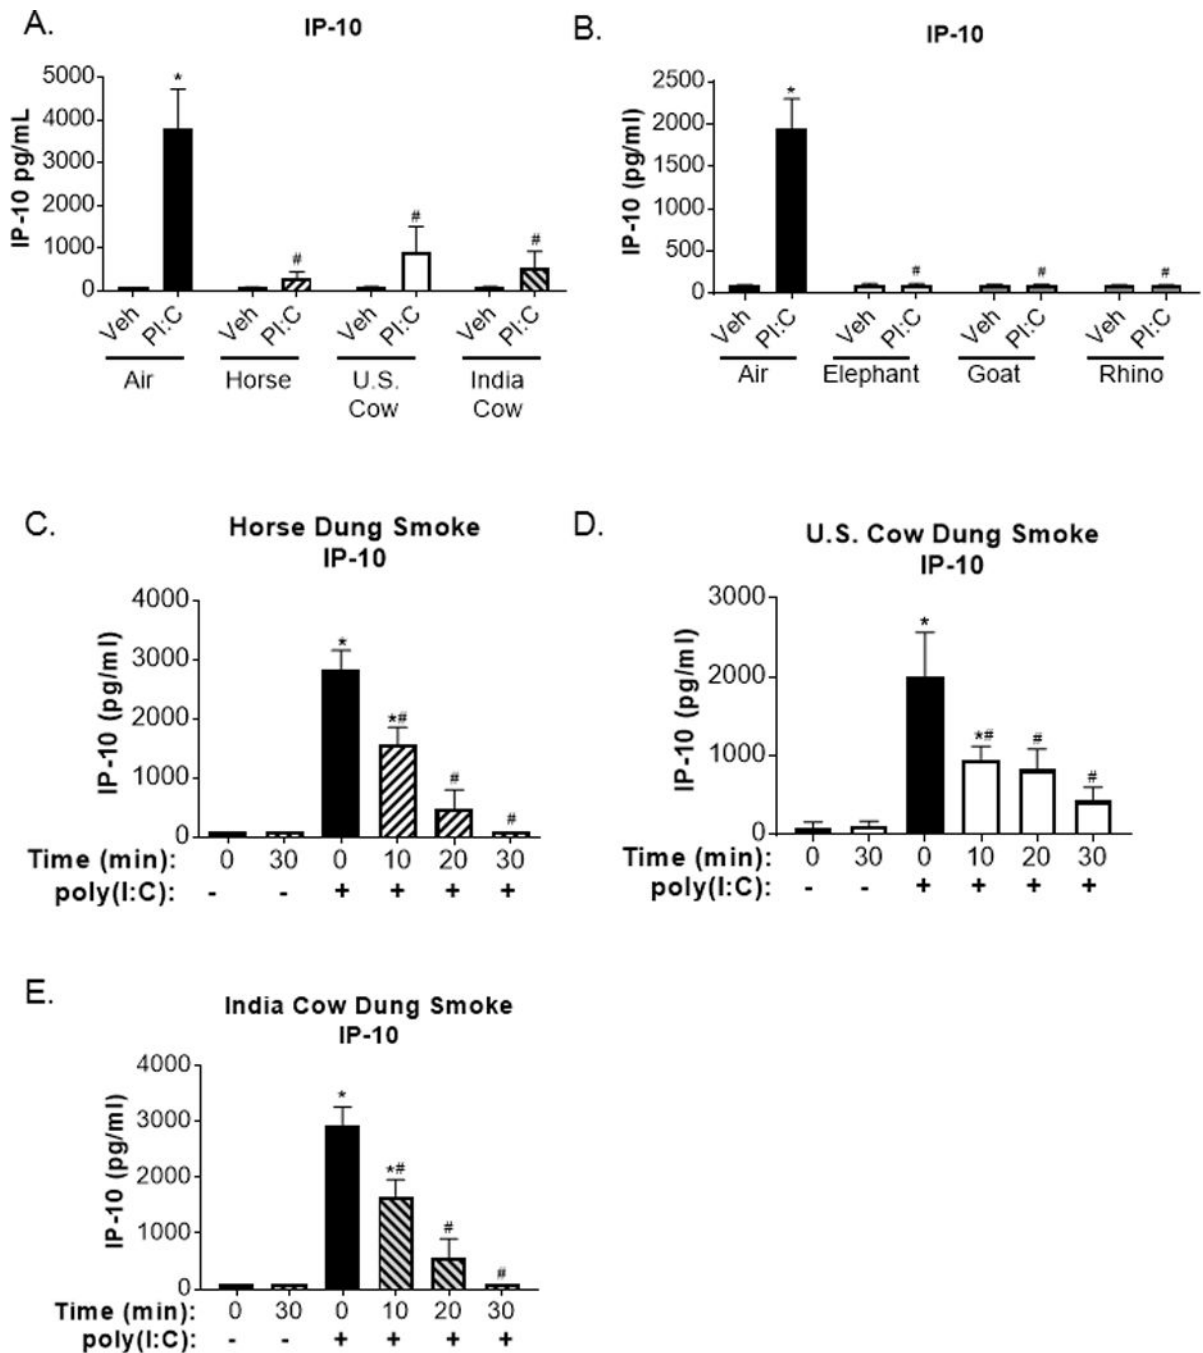 A.
IP-10
IP-10 pg/mL
5000
4000
3000
2000
1000
0
*
#
#
#
Veh PI:C Veh PI:C Veh PI:C Veh PI:C
Air Horse U.S. Cow India Cow
B.
IP-10
IP-10 (pg/ml)
2500
2000
1500
1000
500
0
*
#
#
#
Veh PI:C Veh PI:C Veh PI:C Veh PI:C
Air Elephant Goat Rhino
C.
Horse Dung Smoke
IP-10
IP-10 (pg/ml)
4000
3000
2000
1000
0
*
*#
#
#
Time (min): 0 30 0 10 20 30
poly(I:C): - - + + + +
D.
U.S. Cow Dung Smoke
IP-10
IP-10 (pg/ml)
3000
2000
1000
0
*
*#
#
#
Time (min): 0 30 0 10 20 30
poly(I:C): - - + + + +
E.
India Cow Dung Smoke
IP-10
IP-10 (pg/ml)
4000
3000
2000
1000
0
*
*#
#
#
Time (min): 0 30 0 10 20 30
poly(I:C): - - + + + +